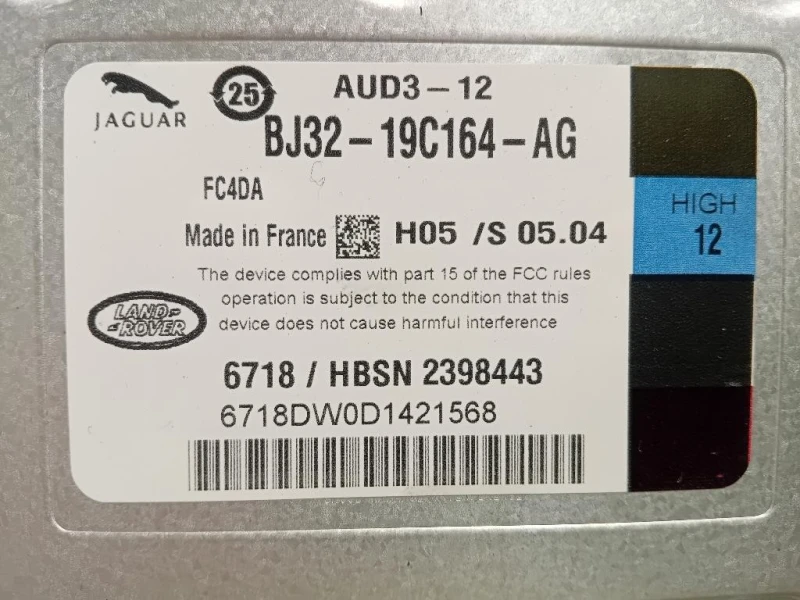 JAGUAR
25
AUD3-12
BJ32-19C164-AG
FC4DA
Made in France
H05 /S 05.04
HIGH
12
The device complies with part 15 of the FCC rules
operation is subject to the condition that this
device does not cause harmful interference
LAND-
-ROVER
6718 / HBSN 2398443
6718DW0D1421568